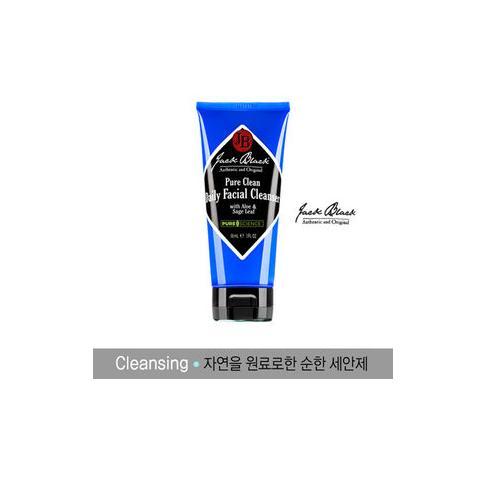 JB
Jack Black
Authentic and Original
Pure Clean
Daily Facial Cleanser
with Aloe &
Sage Leaf
PURE SCIENCE
Jack Black
Authentic and Original
Cleansing • 자연을 원료로한 순한 세안제